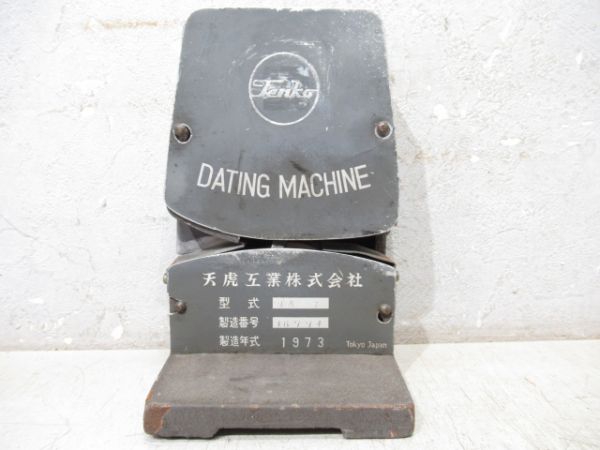 Tenko
DATING MACHINE
天虎工業株式会社
型式
製造番号
製造年式 1973
Tokyo Japan